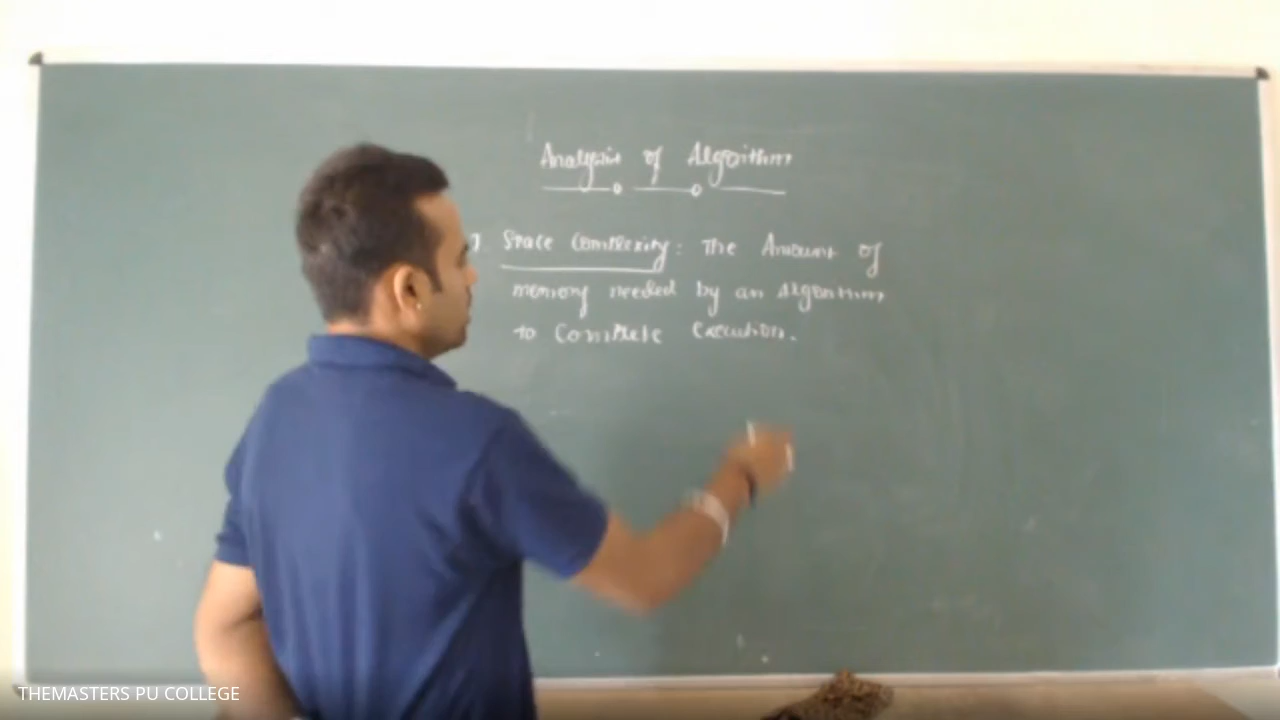 Analysis of Algorithm
Space Complexity: The Amount of
memory needed by an Algorithm
to Complete Execution.
THEMASTERS PU COLLEGE